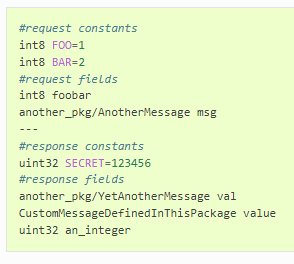 #request constants
int8 FOO=1
int8 BAR=2
#request fields
int8 foobar
another_pkg/AnotherMessage msg
---
#response constants
uint32 SECRET=123456
#response fields
another_pkg/YetAnotherMessage val
CustomMessageDefinedInThisPackage value
uint32 an_integer